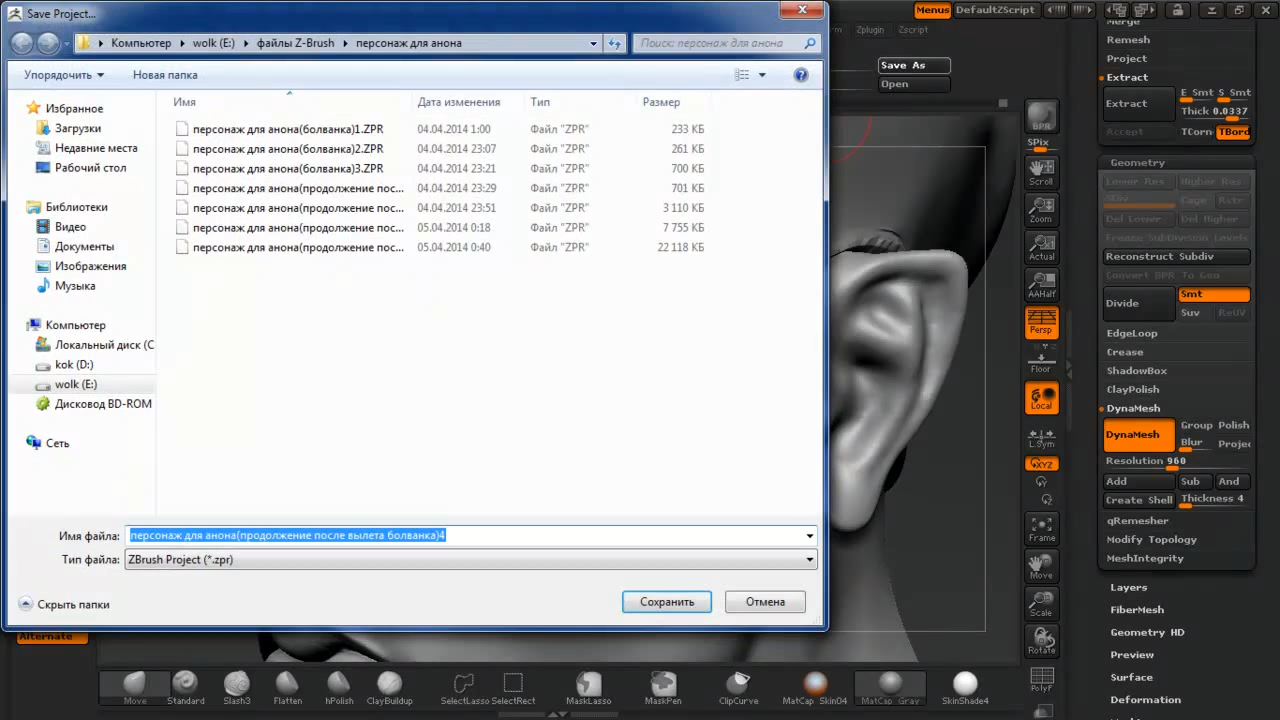 Save Project...
Menus DefaultZScript
Компьютер wolk (E:) файлы Z-Brush персонаж для анона
Поиск: персонаж для анона
Упорядочить Новая папка
Имя Дата изменения Тип Размер
персонаж для анона(болванка)1.ZPR 04.04.2014 1:00 Файл "ZPR" 233 КБ
персонаж для анона(болванка)2.ZPR 04.04.2014 23:07 Файл "ZPR" 261 КБ
персонаж для анона(болванка)3.ZPR 04.04.2014 23:21 Файл "ZPR" 700 КБ
персонаж для анона(продолжение пос... 04.04.2014 23:29 Файл "ZPR" 701 КБ
персонаж для анона(продолжение пос... 04.04.2014 23:51 Файл "ZPR" 3 110 КБ
персонаж для анона(продолжение пос... 05.04.2014 0:18 Файл "ZPR" 7 755 КБ
персонаж для анона(продолжение пос... 05.04.2014 0:40 Файл "ZPR" 22 118 КБ
Избранное
Загрузки
Недавние места
Рабочий стол
Библиотеки
Видео
Документы
Изображения
Музыка
Компьютер
Локальный диск (C
kok (D:)
wolk (E:)
Дисковод BD-ROM
Сеть
Имя файла: персонаж для анона(продолжение после вылета болванка)4
Тип файла: ZBrush Project (*.zpr)
Скрыть папки
Сохранить Отмена
Alternate
Zplugin Zscript
Save As
Open
BPR
SPix
Scroll
Zoom
Actual
AAHalf
Persp
Floor
Local
L.Sym
XYZ
Frame
Move
Scale
Rotate
PolyF
Merge
Remesh
Project
Extract
Extract E Smt S Smt
Thick 0.0337
Accept TCorn TBord
Geometry
Lower Res Higher Res
SDiv Cage Rstr
Del Lower Del Higher
Freeze SubDivision Levels
Reconstruct Subdiv
Convert BPR To Geo
Divide Smt
Suv ReUV
EdgeLoop
Crease
ShadowBox
ClayPolish
DynaMesh
DynaMesh Group Polish
Blur Projec
Resolution 960
Add Sub And
Create Shell Thickness 4
qRemesher
Modify Topology
MeshIntegrity
Layers
FiberMesh
Geometry HD
Preview
Surface
Deformation
Move Standard Slash3 Flatten hPolish ClayBuildup SelectLasso SelectRect MaskLasso MaskPen ClipCurve MatCap Skin04 MatCap Gray SkinShade4